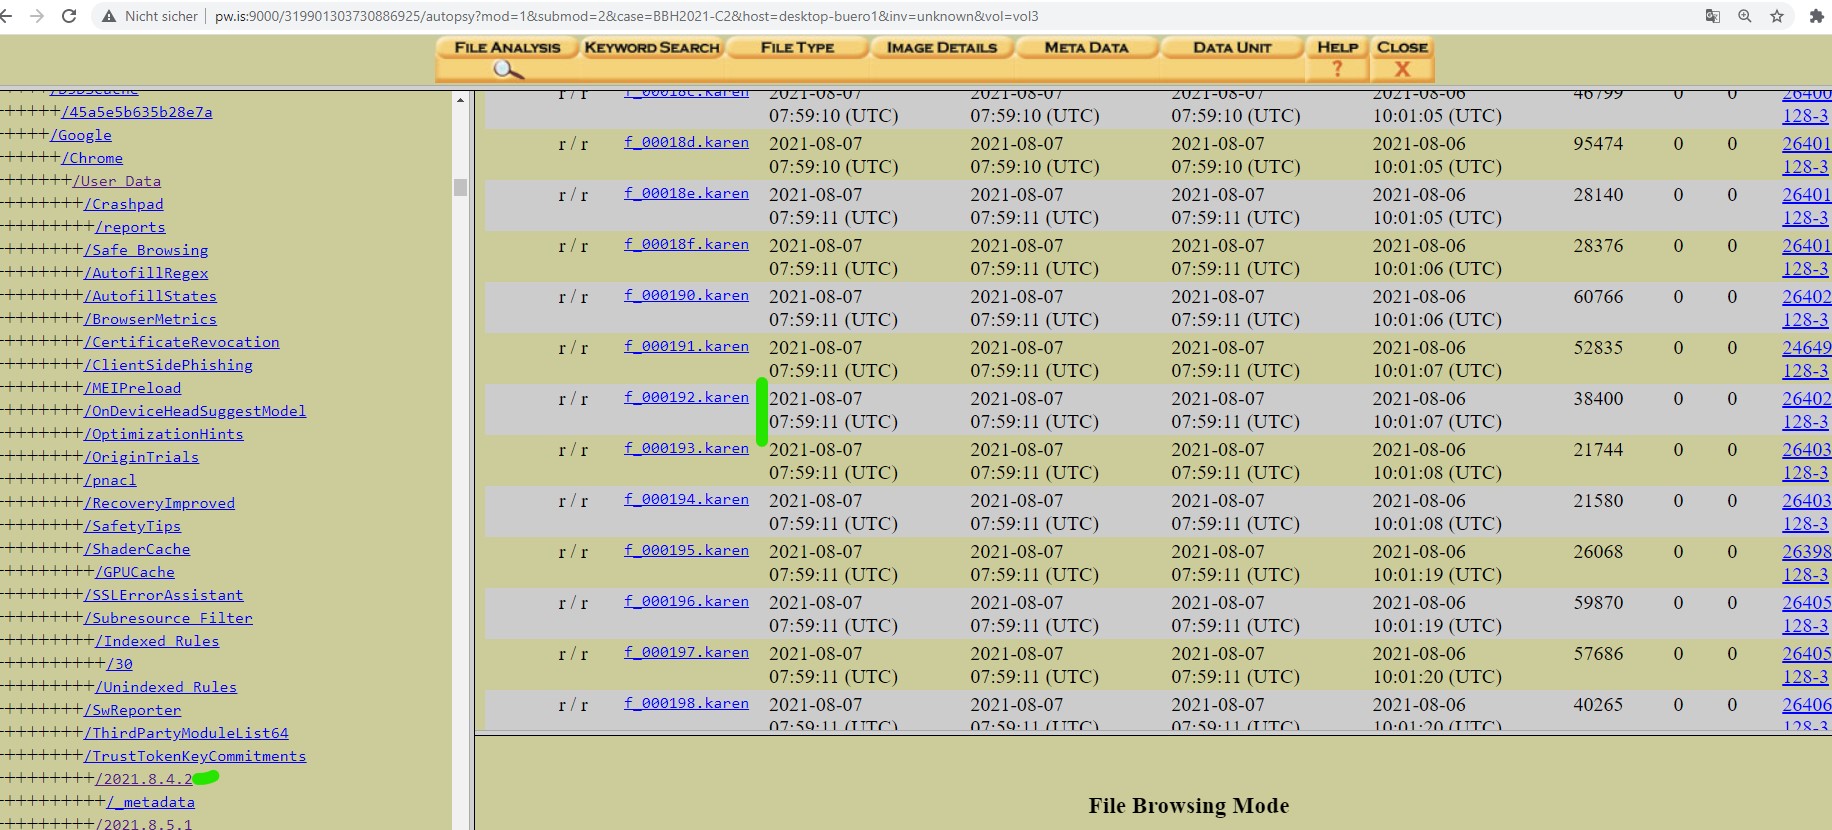 Nicht sicher | pw.is:9000/319901303730886925/autopsy?mod=1&submod=2&case=BBH2021-C2&host=desktop-buero1&inv=unknown&vol=vol3
FILE ANALYSIS KEYWORD SEARCH FILE TYPE IMAGE DETAILS META DATA DATA UNIT HELP CLOSE
? X
/D3DSCache
++++++/45a5e5b635b28e7a
+++++/Google
++++++/Chrome
+++++++/User Data
++++++++/Crashpad
+++++++++/reports
++++++++/Safe Browsing
++++++++/AutofillRegex
++++++++/AutofillStates
++++++++/BrowserMetrics
++++++++/CertificateRevocation
++++++++/ClientSidePhishing
++++++++/MEIPreload
++++++++/OnDeviceHeadSuggestModel
++++++++/OptimizationHints
++++++++/OriginTrials
++++++++/pnacl
++++++++/RecoveryImproved
++++++++/SafetyTips
++++++++/ShaderCache
+++++++++/GPUCache
++++++++/SSLErrorAssistant
++++++++/Subresource Filter
+++++++++/Indexed Rules
++++++++++/30
+++++++++/Unindexed Rules
++++++++/SwReporter
++++++++/ThirdPartyModuleList64
++++++++/TrustTokenKeyCommitments
+++++++++/2021.8.4.2
++++++++++/_metadata
+++++++++/2021.8.5.1
r / r f_00018c.karen 2021-08-07 2021-08-07 2021-08-07 2021-08-06 46799 0 0 26400
07:59:10 (UTC) 07:59:10 (UTC) 07:59:10 (UTC) 10:01:05 (UTC) 128-3
r / r f_00018d.karen 2021-08-07 2021-08-07 2021-08-07 2021-08-06 95474 0 0 26401
07:59:10 (UTC) 07:59:10 (UTC) 07:59:10 (UTC) 10:01:05 (UTC) 128-3
r / r f_00018e.karen 2021-08-07 2021-08-07 2021-08-07 2021-08-06 28140 0 0 26401
07:59:11 (UTC) 07:59:11 (UTC) 07:59:11 (UTC) 10:01:05 (UTC) 128-3
r / r f_00018f.karen 2021-08-07 2021-08-07 2021-08-07 2021-08-06 28376 0 0 26401
07:59:11 (UTC) 07:59:11 (UTC) 07:59:11 (UTC) 10:01:06 (UTC) 128-3
r / r f_000190.karen 2021-08-07 2021-08-07 2021-08-07 2021-08-06 60766 0 0 26402
07:59:11 (UTC) 07:59:11 (UTC) 07:59:11 (UTC) 10:01:06 (UTC) 128-3
r / r f_000191.karen 2021-08-07 2021-08-07 2021-08-07 2021-08-06 52835 0 0 24649
07:59:11 (UTC) 07:59:11 (UTC) 07:59:11 (UTC) 10:01:07 (UTC) 128-3
r / r f_000192.karen 2021-08-07 2021-08-07 2021-08-07 2021-08-06 38400 0 0 26402
07:59:11 (UTC) 07:59:11 (UTC) 07:59:11 (UTC) 10:01:07 (UTC) 128-3
r / r f_000193.karen 2021-08-07 2021-08-07 2021-08-07 2021-08-06 21744 0 0 26403
07:59:11 (UTC) 07:59:11 (UTC) 07:59:11 (UTC) 10:01:08 (UTC) 128-3
r / r f_000194.karen 2021-08-07 2021-08-07 2021-08-07 2021-08-06 21580 0 0 26403
07:59:11 (UTC) 07:59:11 (UTC) 07:59:11 (UTC) 10:01:08 (UTC) 128-3
r / r f_000195.karen 2021-08-07 2021-08-07 2021-08-07 2021-08-06 26068 0 0 26398
07:59:11 (UTC) 07:59:11 (UTC) 07:59:11 (UTC) 10:01:19 (UTC) 128-3
r / r f_000196.karen 2021-08-07 2021-08-07 2021-08-07 2021-08-06 59870 0 0 26405
07:59:11 (UTC) 07:59:11 (UTC) 07:59:11 (UTC) 10:01:19 (UTC) 128-3
r / r f_000197.karen 2021-08-07 2021-08-07 2021-08-07 2021-08-06 57686 0 0 26405
07:59:11 (UTC) 07:59:11 (UTC) 07:59:11 (UTC) 10:01:20 (UTC) 128-3
r / r f_000198.karen 2021-08-07 2021-08-07 2021-08-07 2021-08-06 40265 0 0 26406
07:59:11 (UTC) 07:59:11 (UTC) 07:59:11 (UTC) 10:01:20 (UTC) 128-3
File Browsing Mode